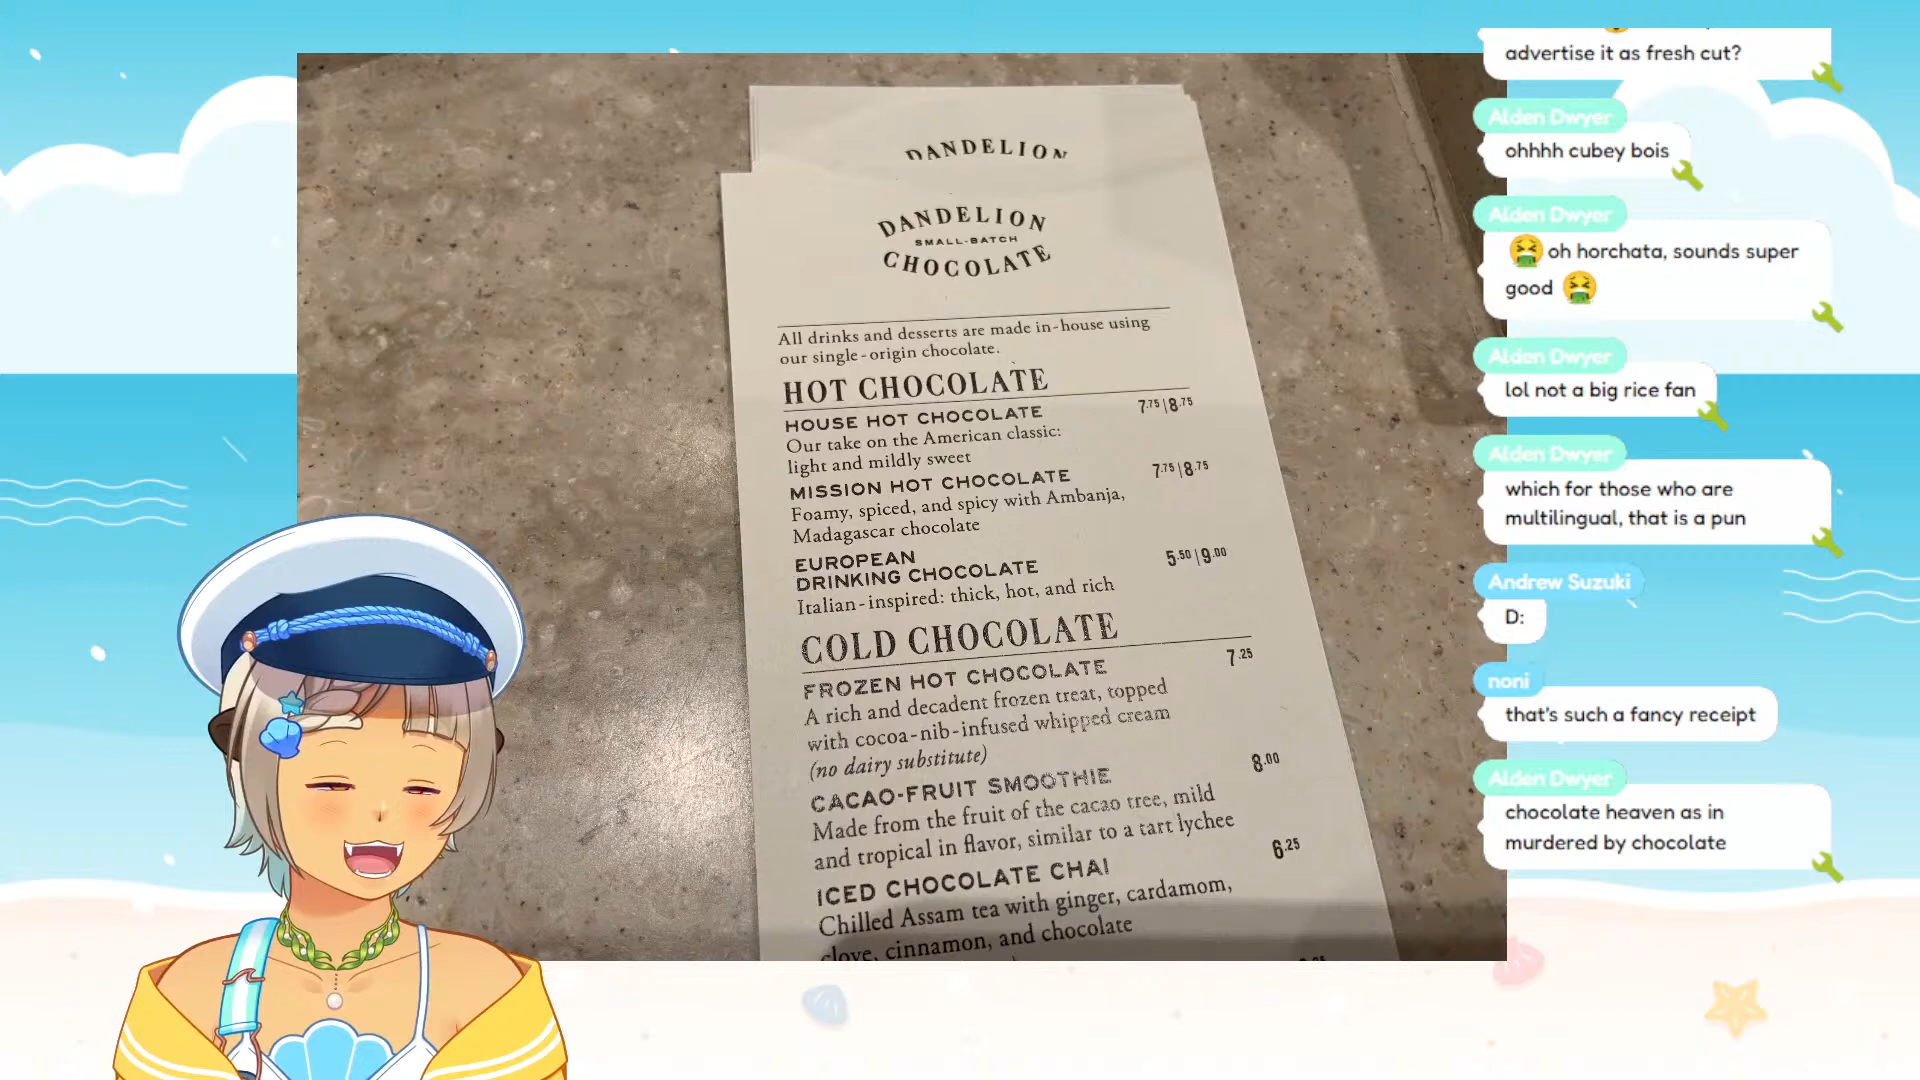 DANDELION
DANDELION
SMALL-BATCH
CHOCOLATE
All drinks and desserts are made in-house using
our single-origin chocolate.
HOT CHOCOLATE
HOUSE HOT CHOCOLATE 7.75|8.75
Our take on the American classic:
light and mildly sweet
MISSION HOT CHOCOLATE 7.75|8.75
Foamy, spiced, and spicy with Ambanja,
Madagascar chocolate
EUROPEAN
DRINKING CHOCOLATE 5.50|9.00
Italian-inspired: thick, hot, and rich
COLD CHOCOLATE
FROZEN HOT CHOCOLATE 7.25
A rich and decadent frozen treat, topped
with cocoa-nib-infused whipped cream
(no dairy substitute)
CACAO-FRUIT SMOOTHIE 8.00
Made from the fruit of the cacao tree, mild
and tropical in flavor, similar to a tart lychee
ICED CHOCOLATE CHAI 6.25
Chilled Assam tea with ginger, cardamom,
clove, cinnamon, and chocolate
advertise it as fresh cut?
Alden Dwyer
ohhhh cubey bois
Alden Dwyer
🤮 oh horchata, sounds super
good 🤮
Alden Dwyer
lol not a big rice fan
Alden Dwyer
which for those who are
multilingual, that is a pun
Andrew Suzuki
D:
noni
that's such a fancy receipt
Alden Dwyer
chocolate heaven as in
murdered by chocolate